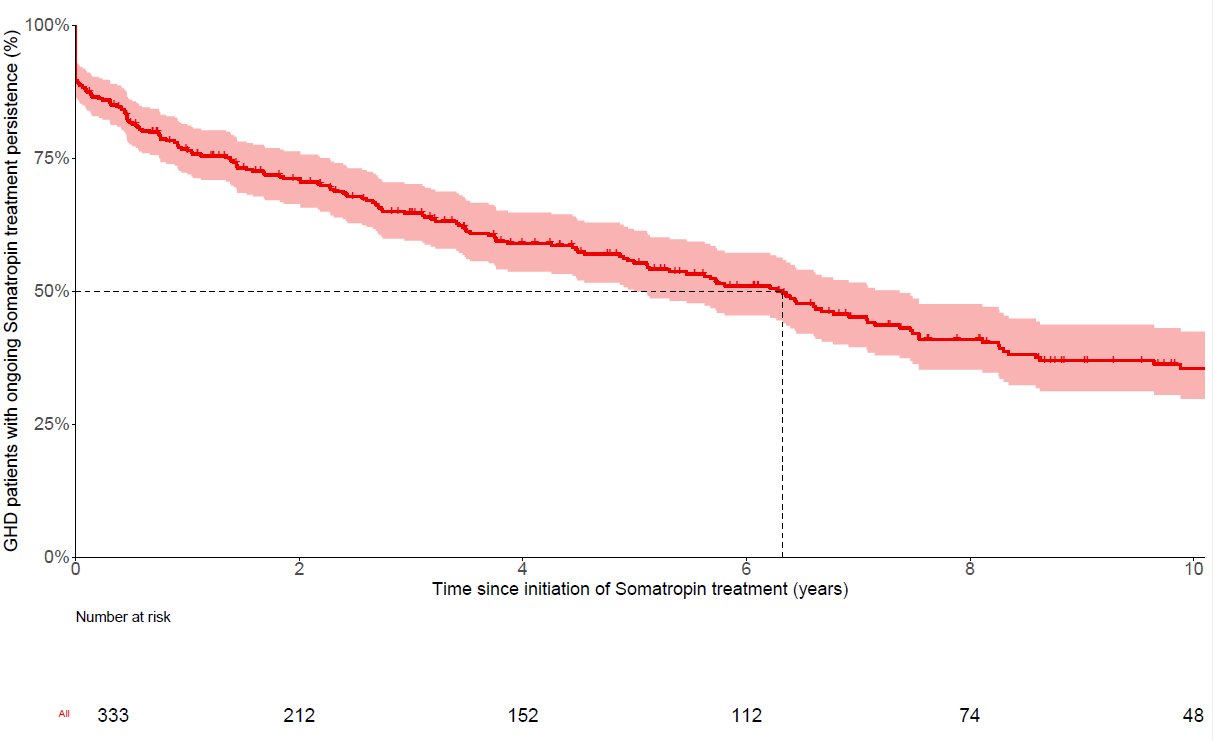 GHD patients with ongoing Somatropin treatment persistence (%)
100%
75%
50%
25%
0%
0 2 4 6 8 10
Time since initiation of Somatropin treatment (years)
Number at risk
All 333 212 152 112 74 48